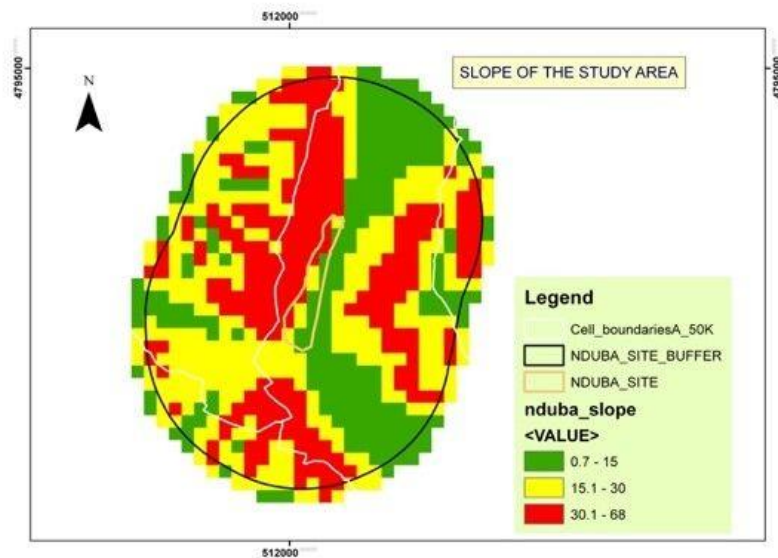 512000
4795000
4795000
SLOPE OF THE STUDY AREA
N
Legend
Cell_boundariesA_50K
NDUBA_SITE_BUFFER
NDUBA_SITE
nduba_slope
<VALUE>
0.7 - 15
15.1 - 30
30.1 - 68
512000